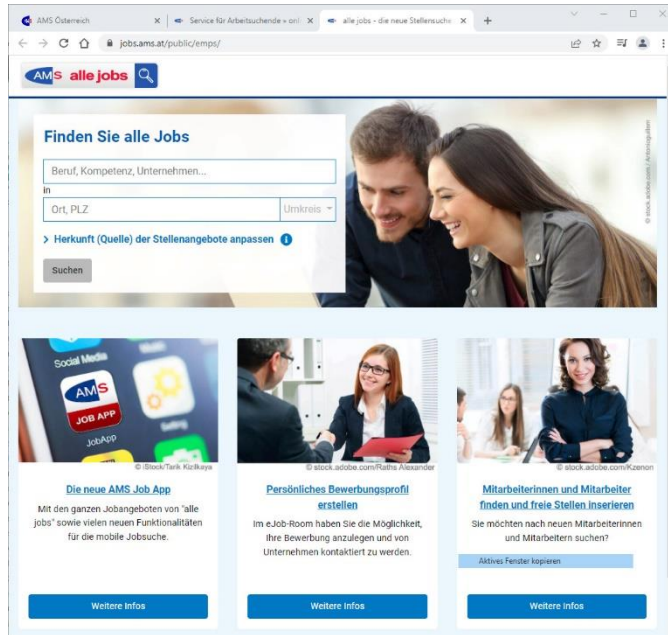 AMS Österreich
Service für Arbeitsuchende » onl
alle jobs - die neue Stellensuche
jobs.ams.at/public/emps/
AMS alle jobs
Finden Sie alle Jobs
Beruf, Kompetenz, Unternehmen...
in
Ort, PLZ
Umkreis
Herkunft (Quelle) der Stellenangebote anpassen
Suchen
Social Media
AMS
JOB APP
JobApp
© iStock/Tarik Kizilkaya
Die neue AMS Job App
Mit den ganzen Jobangeboten von "alle
jobs" sowie vielen neuen Funktionalitäten
für die mobile Jobsuche.
Weitere Infos
© stock.adobe.com/Raths Alexander
Persönliches Bewerbungsprofil
erstellen
Im eJob-Room haben Sie die Möglichkeit,
Ihre Bewerbung anzulegen und von
Unternehmen kontaktiert zu werden.
Weitere Infos
© stock.adobe.com/Kzenon
Mitarbeiterinnen und Mitarbeiter
finden und freie Stellen inserieren
Sie möchten nach neuen Mitarbeiterinnen
und Mitarbeitern suchen?
Aktives Fenster kopieren
Weitere Infos